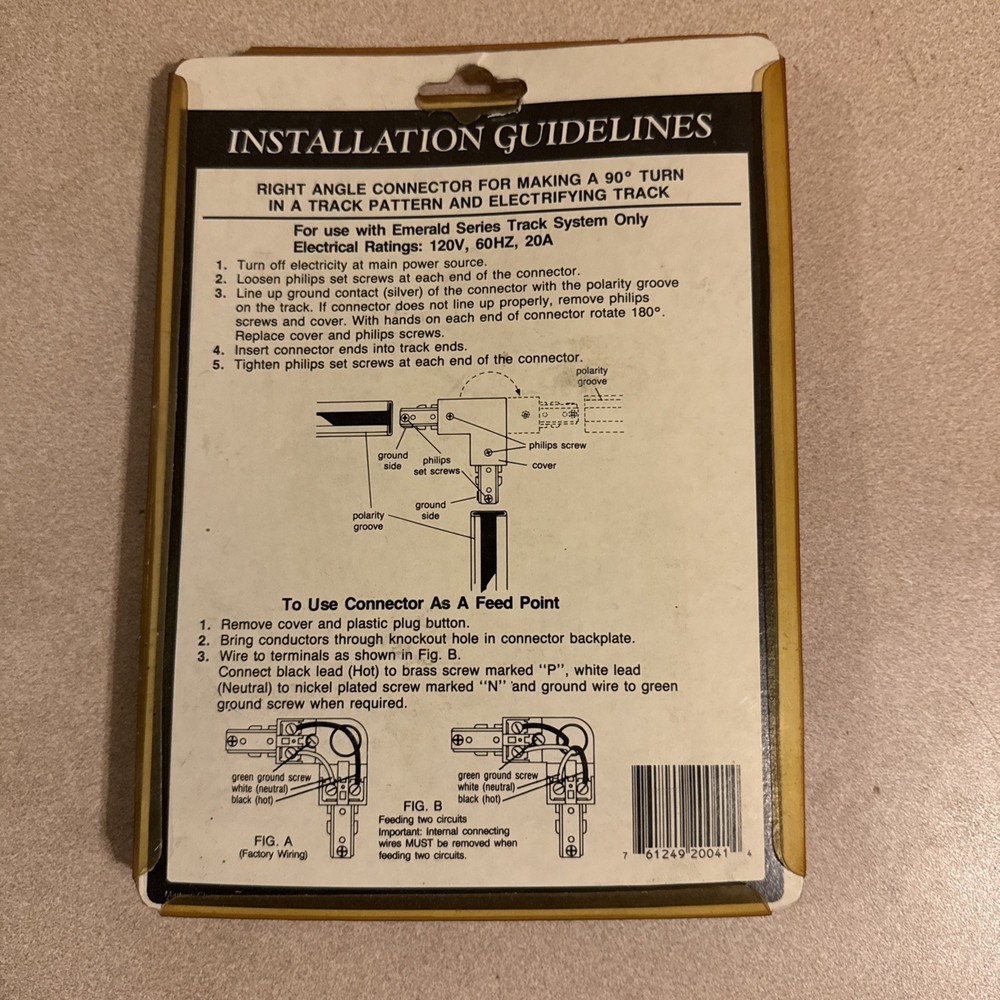 INSTALLATION GUIDELINES
RIGHT ANGLE CONNECTOR FOR MAKING A 90° TURN
IN A TRACK PATTERN AND ELECTRIFYING TRACK
For use with Emerald Series Track System Only
Electrical Ratings: 120V, 60HZ, 20A
1. Turn off electricity at main power source.
2. Loosen philips set screws at each end of the connector.
3. Line up ground contact (silver) of the connector with the polarity groove
on the track. If connector does not line up properly, remove philips
screws and cover. With hands on each end of connector rotate 180°.
Replace cover and philips screws.
4. Insert connector ends into track ends.
5. Tighten philips set screws at each end of the connector.
polarity
groove
ground
side
philips
set screws
philips screw
cover
ground
side
polarity
groove
To Use Connector As A Feed Point
1. Remove cover and plastic plug button.
2. Bring conductors through knockout hole in connector backplate.
3. Wire to terminals as shown in Fig. B.
Connect black lead (Hot) to brass screw marked "P", white lead
(Neutral) to nickel plated screw marked "N" and ground wire to green
ground screw when required.
green ground screw
white (neutral)
black (hot)
FIG. A
(Factory Wiring)
green ground screw
white (neutral)
black (hot)
FIG. B
Feeding two circuits
Important: Internal connecting
wires MUST be removed when
feeding two circuits.
7 61249 20041 4